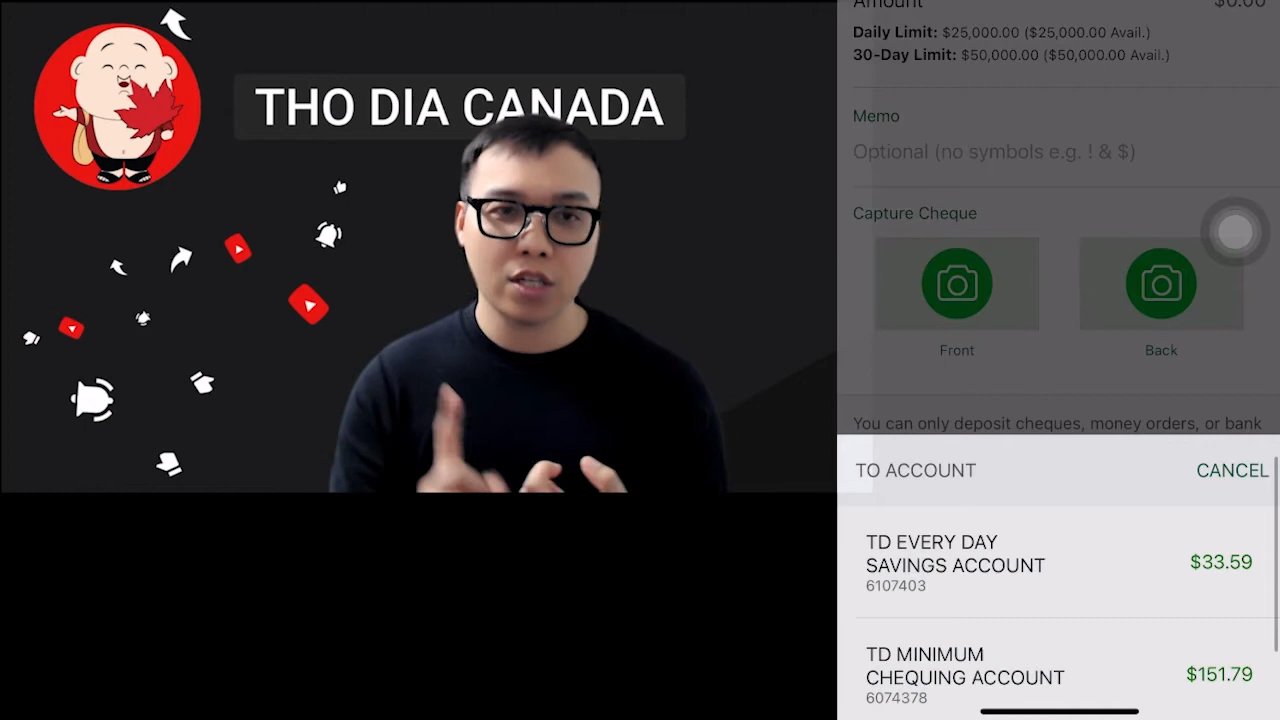 THO DIA CANADA
Amount $0.00
Daily Limit: $25,000.00 ($25,000.00 Avail.)
30-Day Limit: $50,000.00 ($50,000.00 Avail.)
Memo
Optional (no symbols e.g. ! & $)
Capture Cheque
Front Back
You can only deposit cheques, money orders, or bank
TO ACCOUNT CANCEL
TD EVERY DAY
SAVINGS ACCOUNT $33.59
6107403
TD MINIMUM
CHEQUING ACCOUNT $151.79
6074378